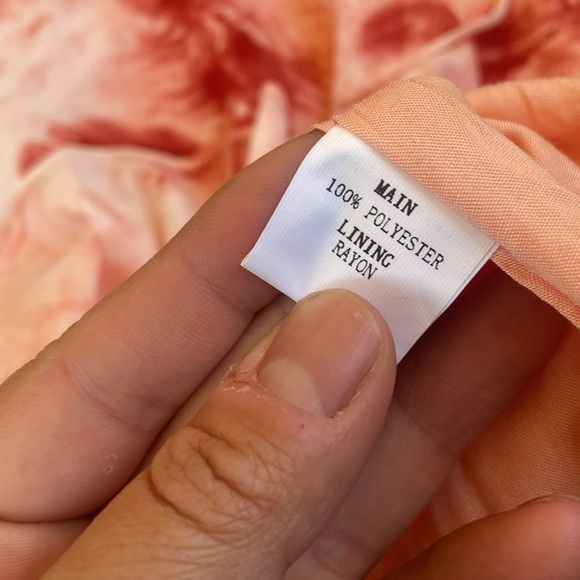 MAIN
100% POLYESTER
LINING
RAYON